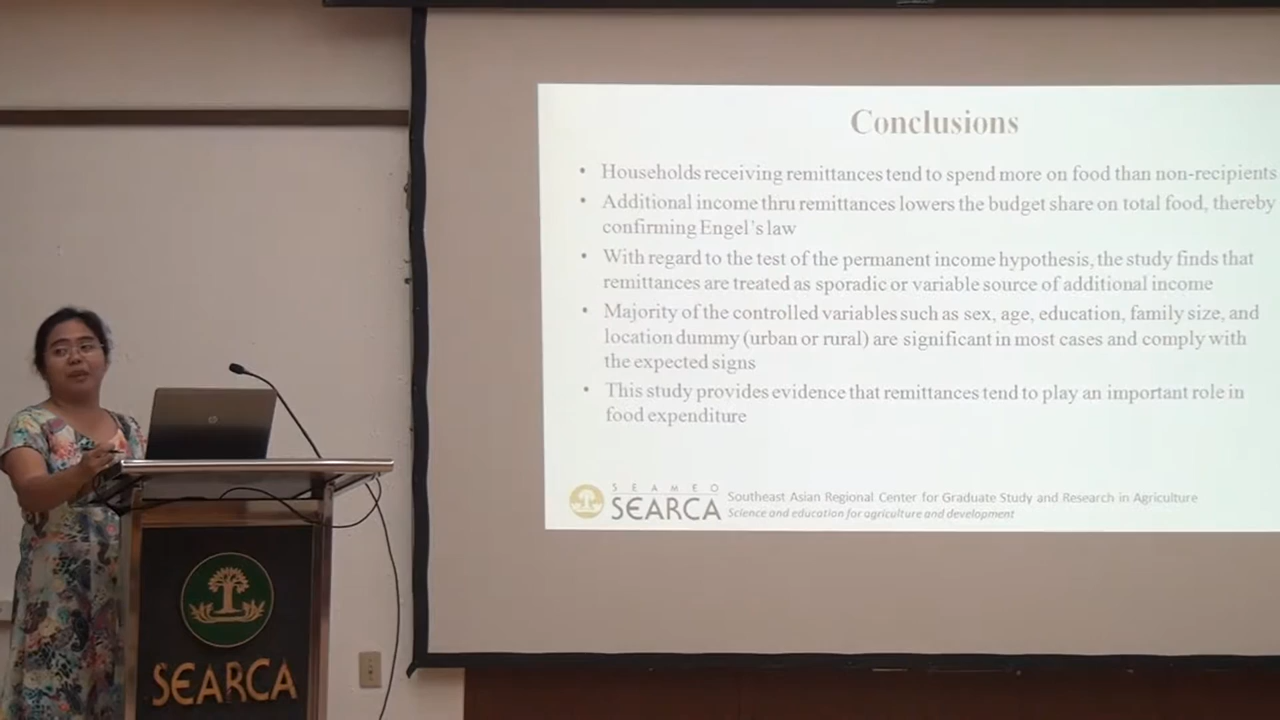 Conclusions
• Households receiving remittances tend to spend more on food than non-recipients
• Additional income thru remittances lowers the budget share on total food, thereby
confirming Engel's law
• With regard to the test of the permanent income hypothesis, the study finds that
remittances are treated as sporadic or variable source of additional income
• Majority of the controlled variables such as sex, age, education, family size, and
location dummy (urban or rural) are significant in most cases and comply with
the expected signs
• This study provides evidence that remittances tend to play an important role in
food expenditure
SEAMEO
SEARCA
Southeast Asian Regional Center for Graduate Study and Research in Agriculture
Science and education for agriculture and development
hp
SEARCA